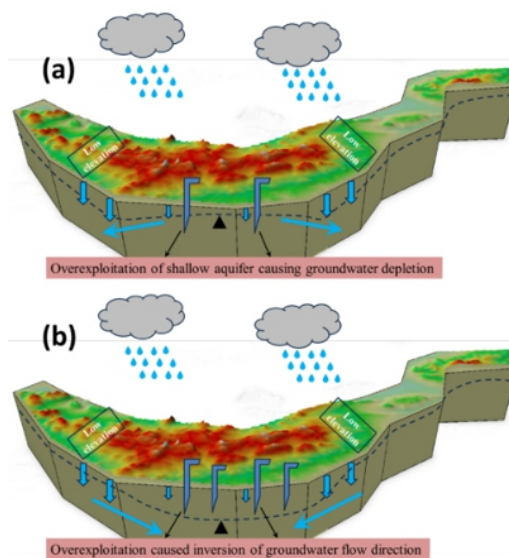 (a)
Low
elevation
Low
elevation
Overexploitation of shallow aquifer causing groundwater depletion
(b)
Low
elevation
Low
elevation
Overexploitation caused inversion of groundwater flow direction